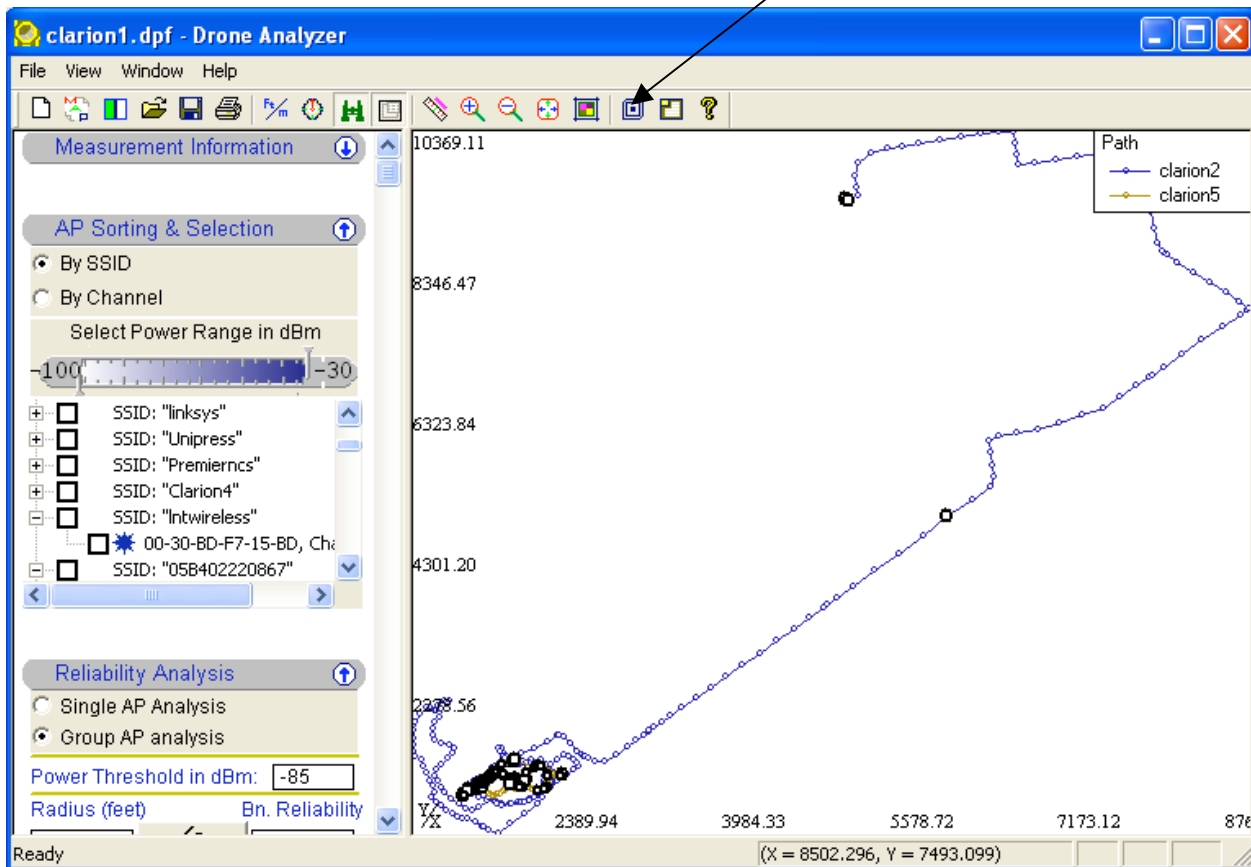 clarion1.dpf - Drone Analyzer
File View Window Help
Ft/m
Measurement Information
AP Sorting & Selection
By SSID
By Channel
Select Power Range in dBm
-100 -30
SSID: "linksys"
SSID: "Unipress"
SSID: "Premierncs"
SSID: "Clarion4"
SSID: "Intwireless"
00-30-BD-F7-15-BD, Cha
SSID: "05B402220867"
Reliability Analysis
Single AP Analysis
Group AP analysis
Power Threshold in dBm: -85
Radius (feet) Bn. Reliability
10369.11
8346.47
6323.84
4301.20
2278.56
Y/X
2389.94 3984.33 5578.72 7173.12 876
Path
clarion2
clarion5
Ready
(X = 8502.296, Y = 7493.099)